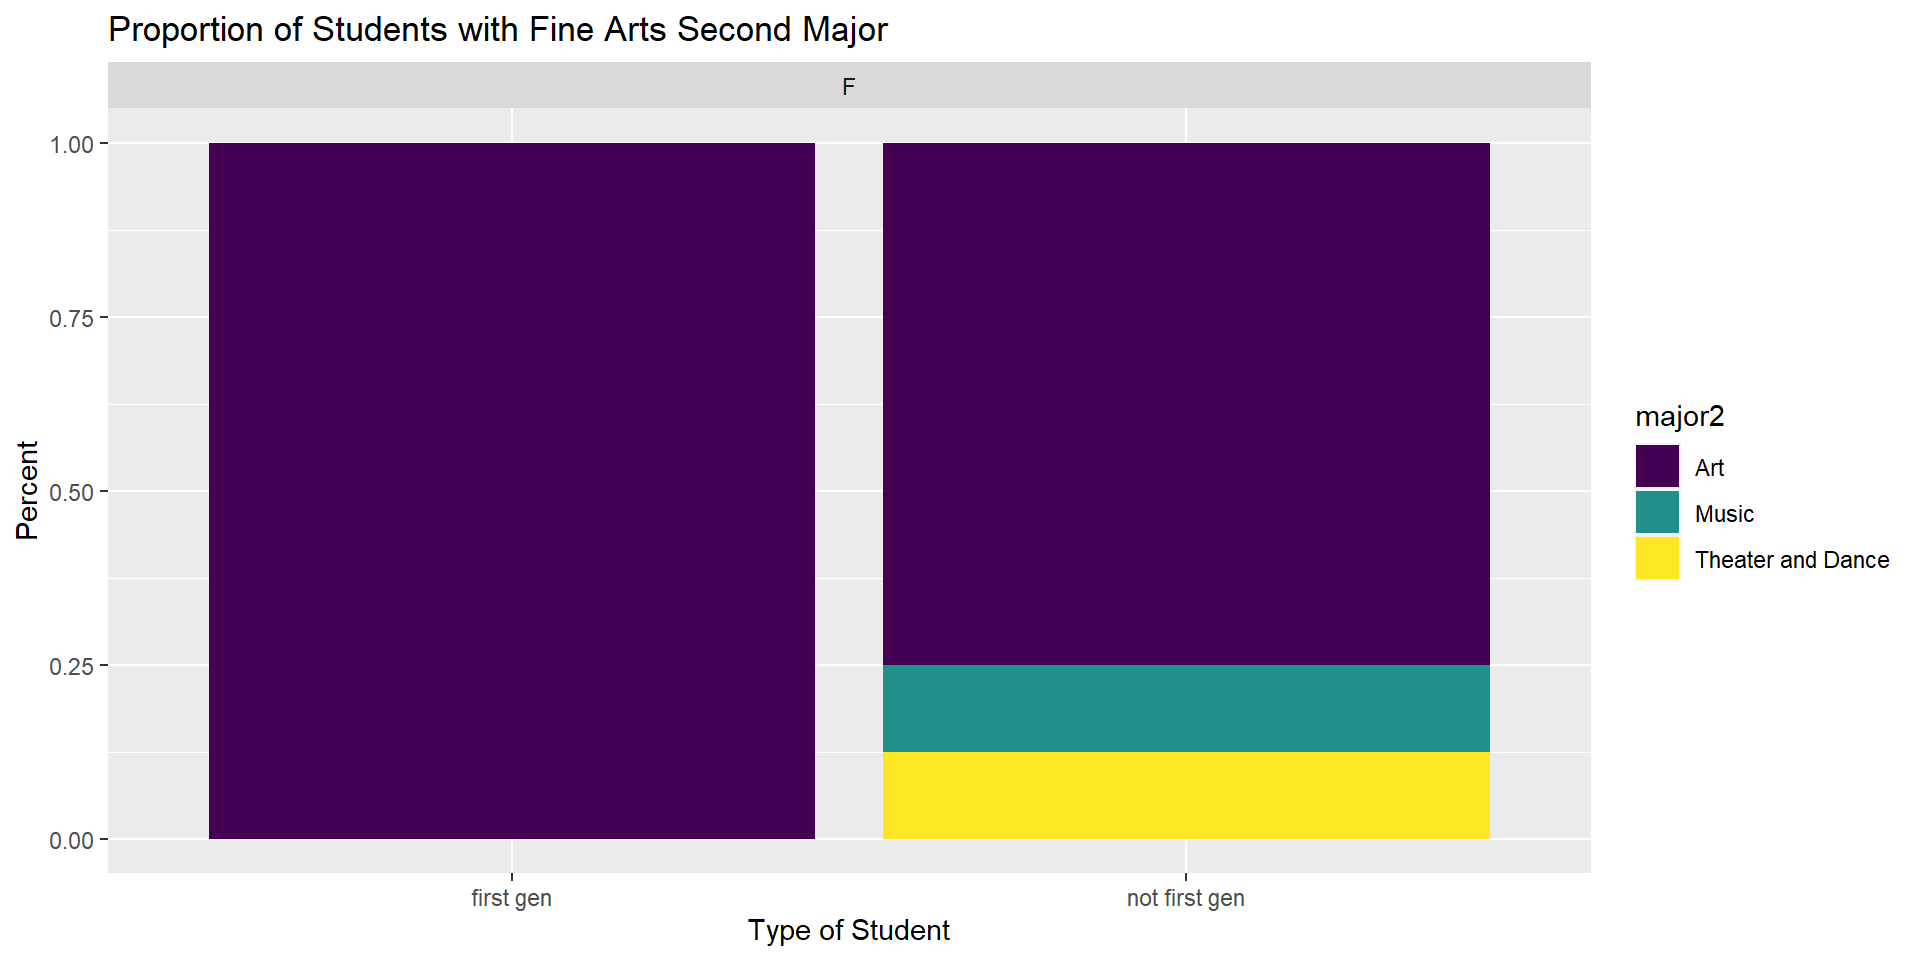 Proportion of Students with Fine Arts Second Major
F
1.00
0.75
0.50
0.25
0.00
Percent
first gen
not first gen
Type of Student
major2
Art
Music
Theater and Dance